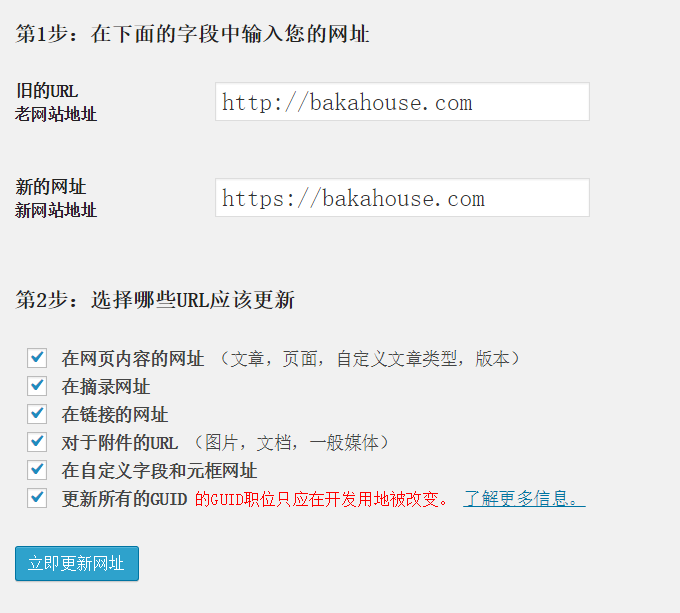 第1步：在下面的字段中输入您的网址
旧的URL
老网站地址
http://bakahouse.com
新的网址
新网站地址
https://bakahouse.com
第2步：选择哪些URL应该更新
在网页内容的网址 （文章，页面，自定义文章类型，版本）
在摘录网址
在链接的网址
对于附件的URL （图片，文档，一般媒体）
在自定义字段和元框网址
更新所有的GUID 的GUID职位只应在开发用地被改变。 了解更多信息。
立即更新网址